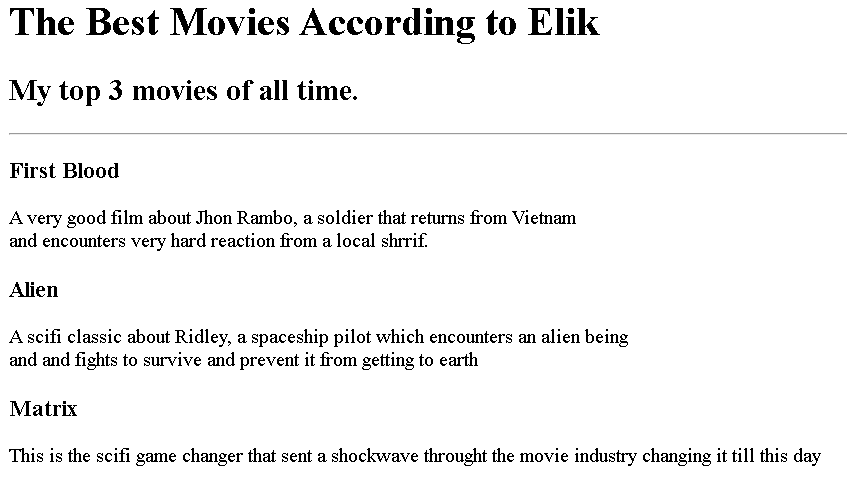 The Best Movies According to Elik
My top 3 movies of all time.
First Blood
A very good film about Jhon Rambo, a soldier that returns from Vietnam
and encounters very hard reaction from a local shrrif.
Alien
A scifi classic about Ridley, a spaceship pilot which encounters an alien being
and and fights to survive and prevent it from getting to earth
Matrix
This is the scifi game changer that sent a shockwave throught the movie industry changing it till this day